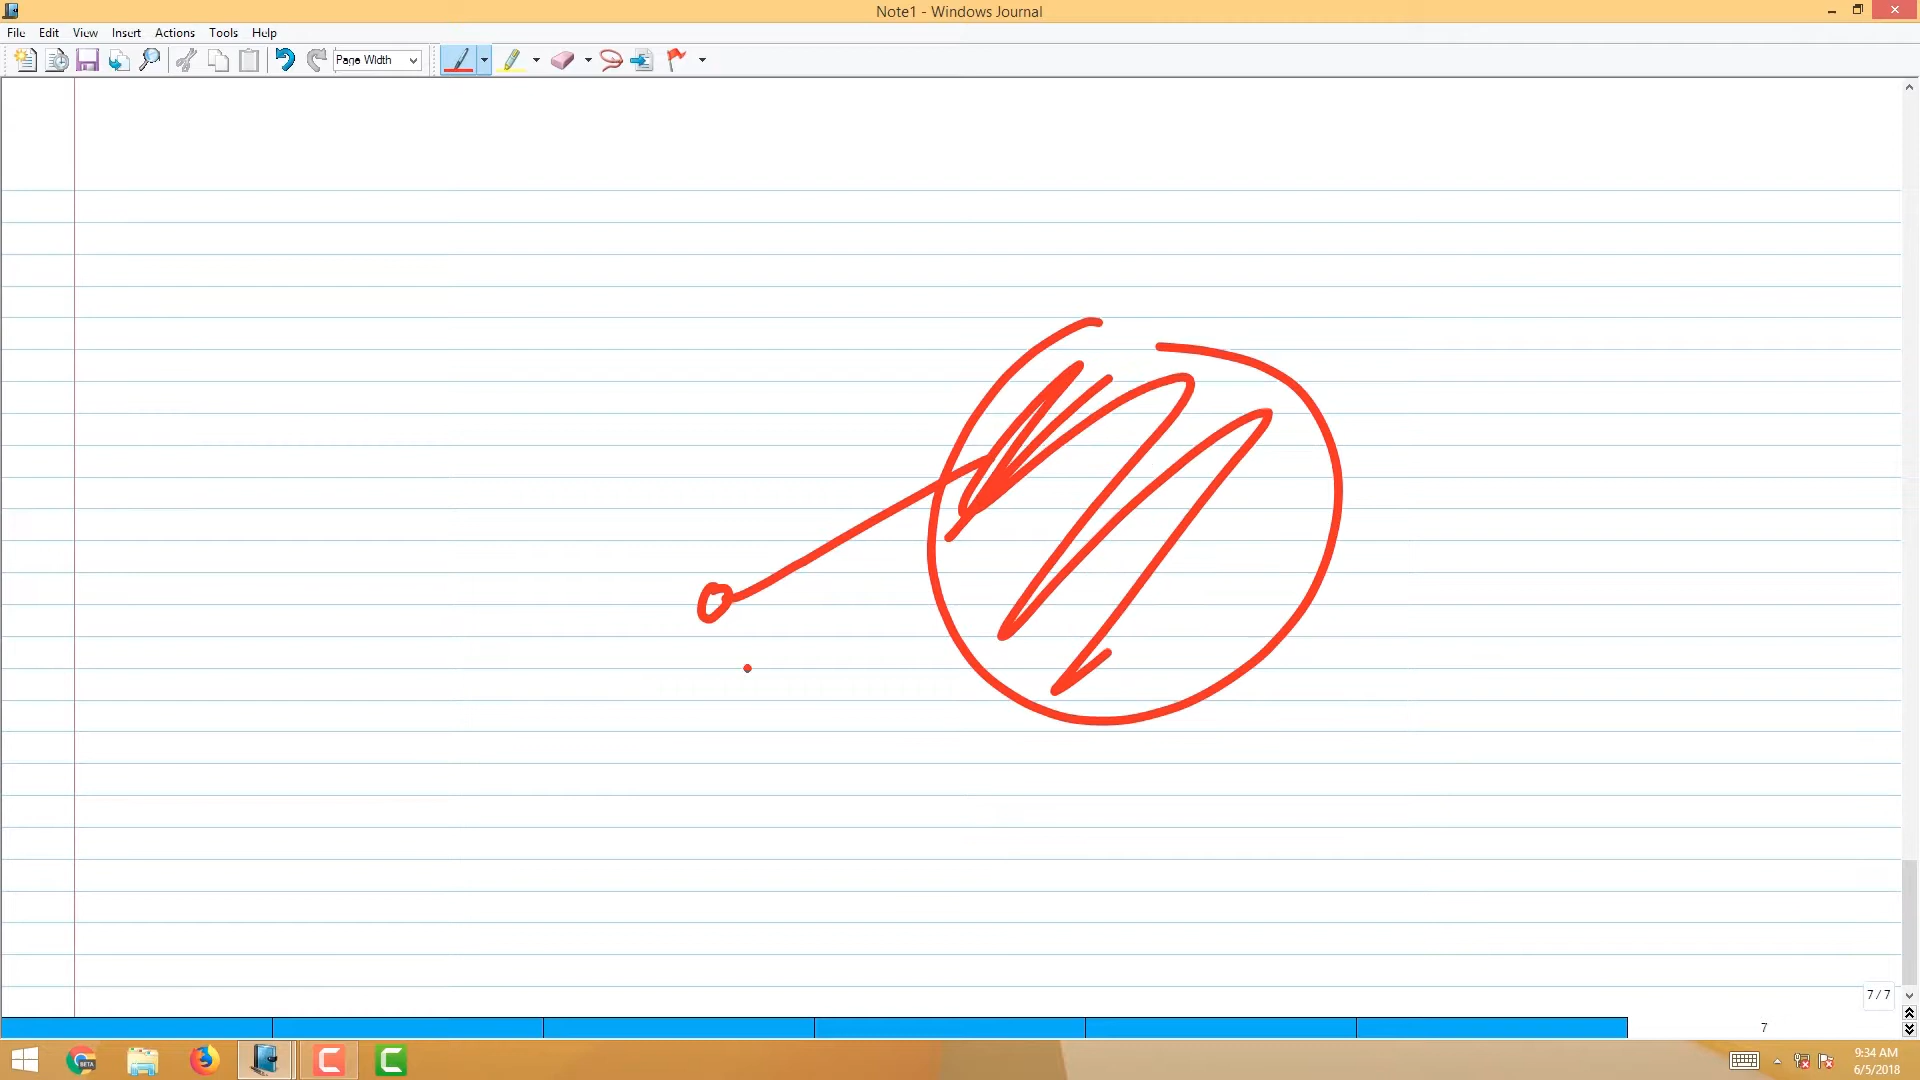 Note1 - Windows Journal
File Edit View Insert Actions Tools Help
Page Width
7 / 7
7
BETA
9:34 AM
6/5/2018